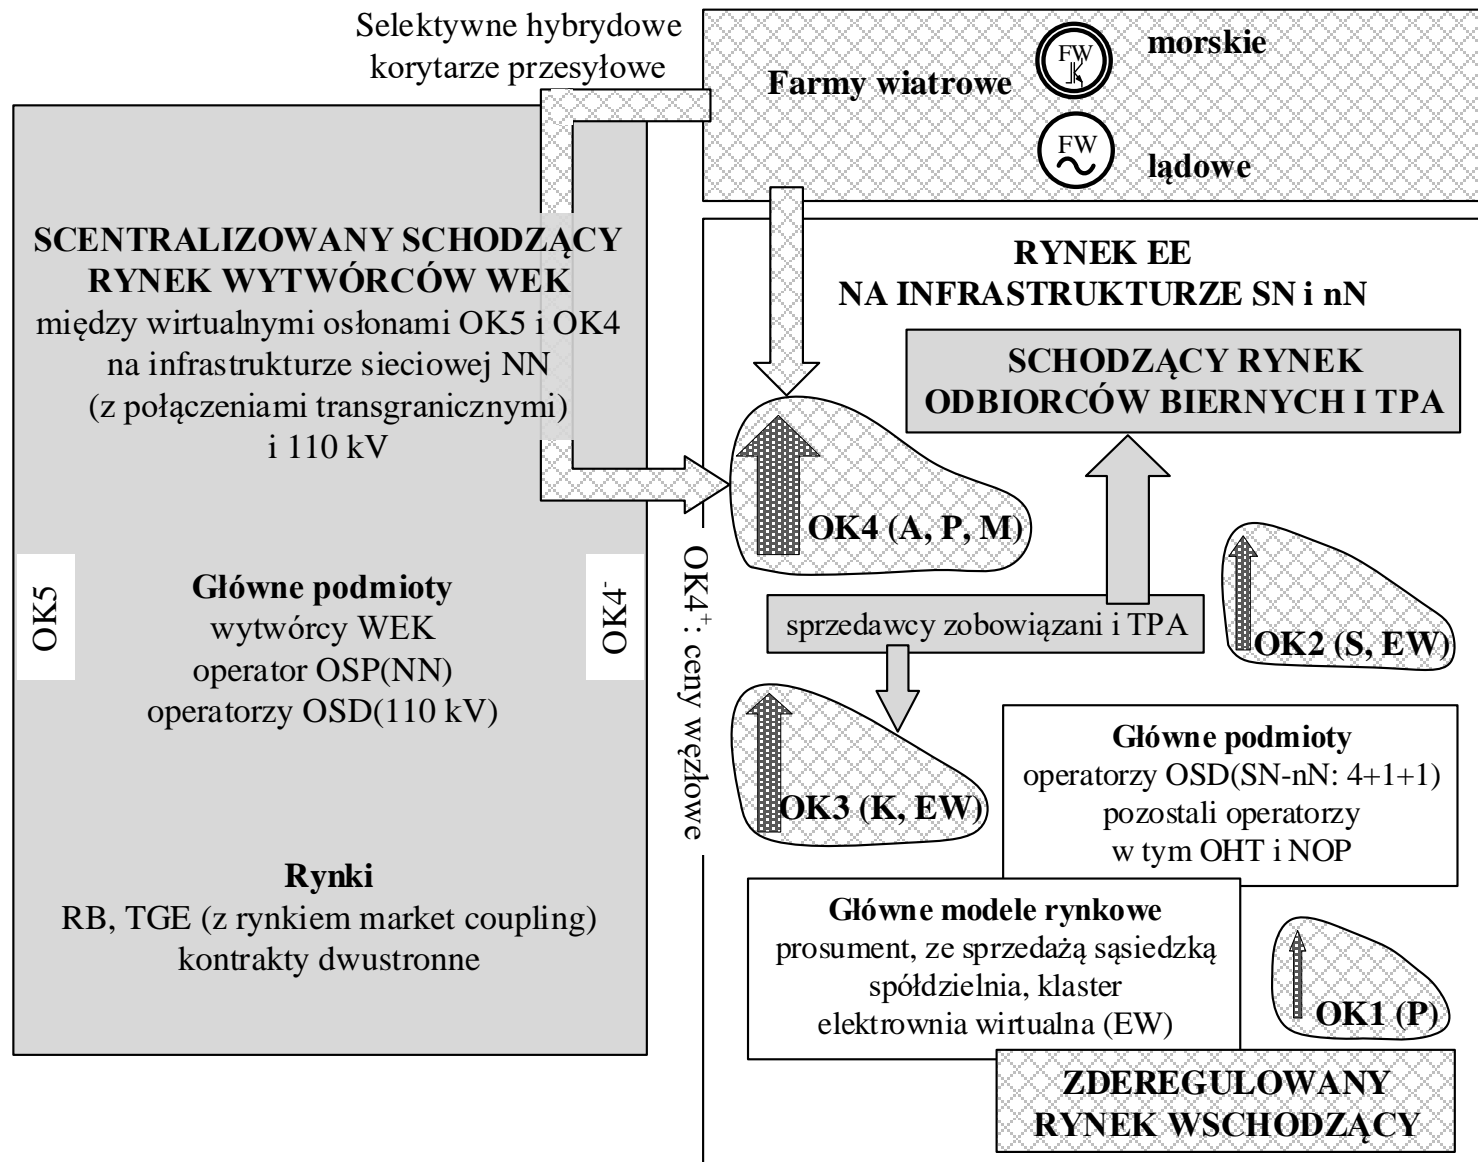 Selektywne hybrydowe
korytarze przesyłowe
Farmy wiatrowe
FW
morskie
FW
lądowe
SCENTRALIZOWANY SCHODZĄCY
RYNEK WYTWÓRCÓW WEK
między wirtualnymi osłonami OK5 i OK4
na infrastrukturze sieciowej NN
(z połączeniami transgranicznymi)
i 110 kV
OK5
Główne podmioty
wytwórcy WEK
operator OSP(NN)
operatorzy OSD(110 kV)
OK4⁻
Rynki
RB, TGE (z rynkiem market coupling)
kontrakty dwustronne
OK4⁺: ceny węzłowe
RYNEK EE
NA INFRASTRUKTURZE SN i nN
SCHODZĄCY RYNEK
ODBIORCÓW BIERNYCH I TPA
OK4 (A, P, M)
sprzedawcy zobowiązani i TPA
OK2 (S, EW)
OK3 (K, EW)
Główne podmioty
operatorzy OSD(SN-nN: 4+1+1)
pozostali operatorzy
w tym OHT i NOP
Główne modele rynkowe
prosument, ze sprzedażą sąsiedzką
spółdzielnia, klaster
elektrownia wirtualna (EW)
OK1 (P)
ZDEREGULOWANY
RYNEK WSCHODZĄCY